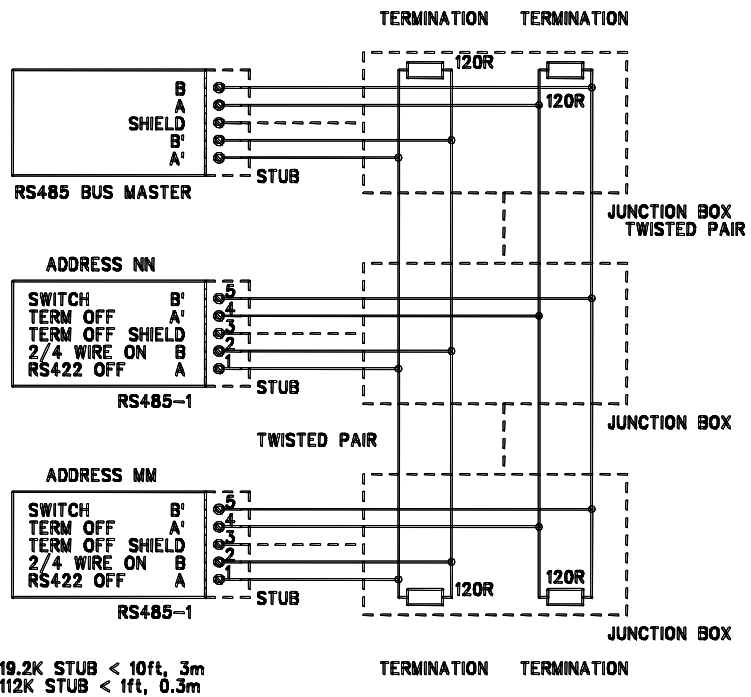 TERMINATION TERMINATION
120R
B
A 120R
SHIELD
B'
A'
STUB
RS485 BUS MASTER
JUNCTION BOX
TWISTED PAIR
ADDRESS NN
SWITCH B' 5
TERM OFF A' 4
TERM OFF SHIELD 3
2/4 WIRE ON B 2
RS422 OFF A 1
STUB
RS485-1
JUNCTION BOX
TWISTED PAIR
ADDRESS MM
SWITCH B' 5
TERM OFF A' 4
TERM OFF SHIELD 3
2/4 WIRE ON B 2
RS422 OFF A 1
120R 120R
STUB
RS485-1
JUNCTION BOX
19.2K STUB < 10ft, 3m
112K STUB < 1ft, 0.3m
TERMINATION TERMINATION